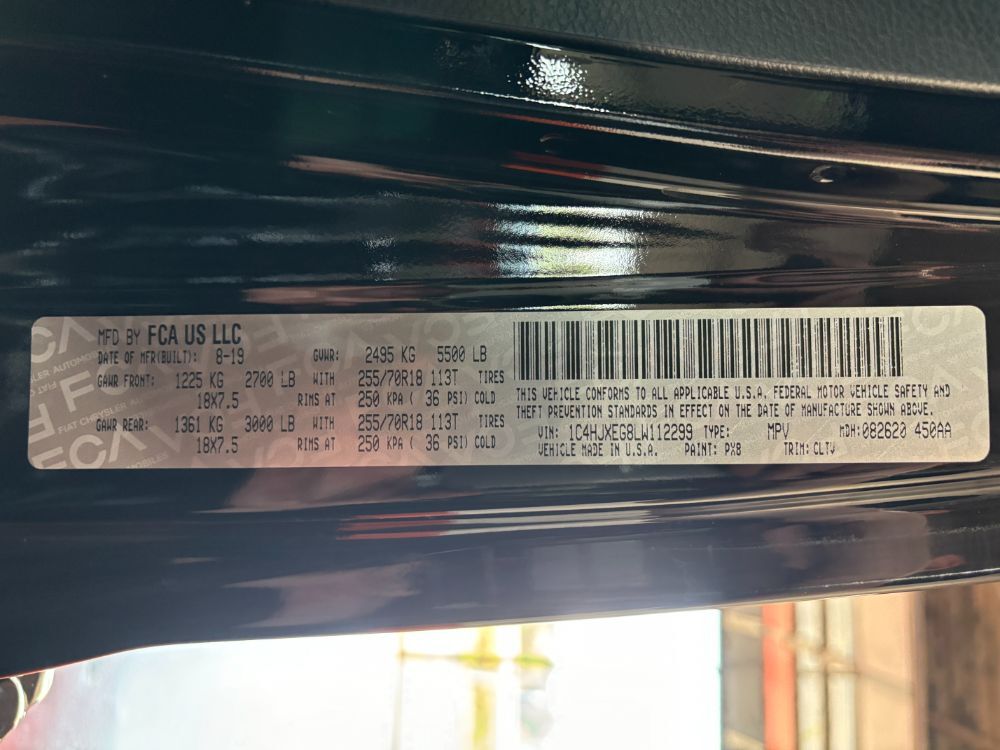 MFD BY FCA US LLC
DATE OF MFR(BUILT): 8-19 GVWR: 2495 KG 5500 LB
GAWR FRONT: 1225 KG 2700 LB WITH 255/70R18 113T TIRES
18X7.5 RIMS AT 250 KPA ( 36 PSI) COLD
GAWR REAR: 1361 KG 3000 LB WITH 255/70R18 113T TIRES
18X7.5 RIMS AT 250 KPA ( 36 PSI) COLD
THIS VEHICLE CONFORMS TO ALL APPLICABLE U.S.A. FEDERAL MOTOR VEHICLE SAFETY AND
THEFT PREVENTION STANDARDS IN EFFECT ON THE DATE OF MANUFACTURE SHOWN ABOVE.
VIN: 1C4HJXEG8LW112299 TYPE: MPV MDH: 082620 450AA
VEHICLE MADE IN U.S.A. PAINT: PX8 TRIM: CLTV